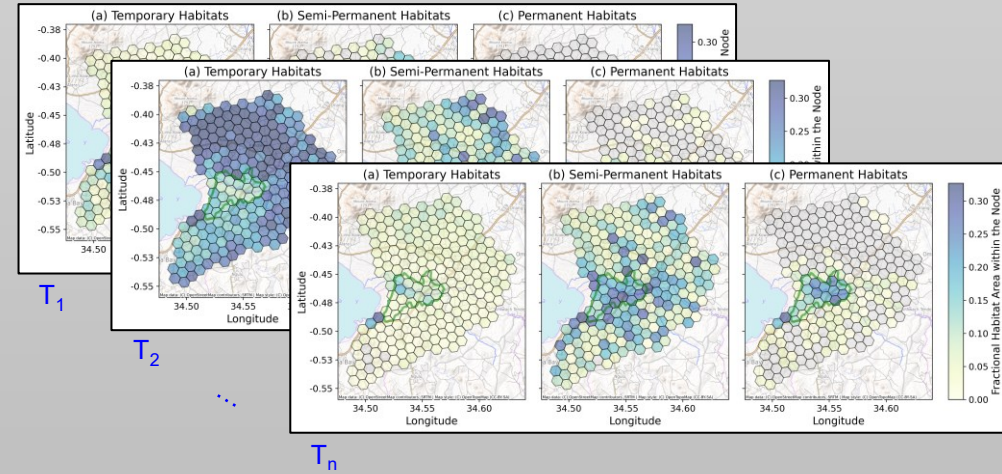 (a) Temporary Habitats (b) Semi-Permanent Habitats (c) Permanent Habitats
-0.38
-0.40
-0.43
-0.45
-0.48
-0.50
-0.53
-0.55
Latitude
34.50
0.30
Node
T1
(a) Temporary Habitats (b) Semi-Permanent Habitats (c) Permanent Habitats
-0.38
-0.40
-0.43
-0.45
-0.48
-0.50
-0.53
-0.55
Latitude
34.50 34.55
Longitude
0.30
0.25
within the Node
T2
...
(a) Temporary Habitats (b) Semi-Permanent Habitats (c) Permanent Habitats
-0.38
-0.40
-0.43
-0.45
-0.48
-0.50
-0.53
-0.55
Latitude
34.50 34.55 34.60 34.50 34.55 34.60 34.50 34.55 34.60
Longitude Longitude Longitude
0.30
0.25
0.20
0.15
0.10
0.05
0.00
Fractional Habitat Area within the Node
Tn